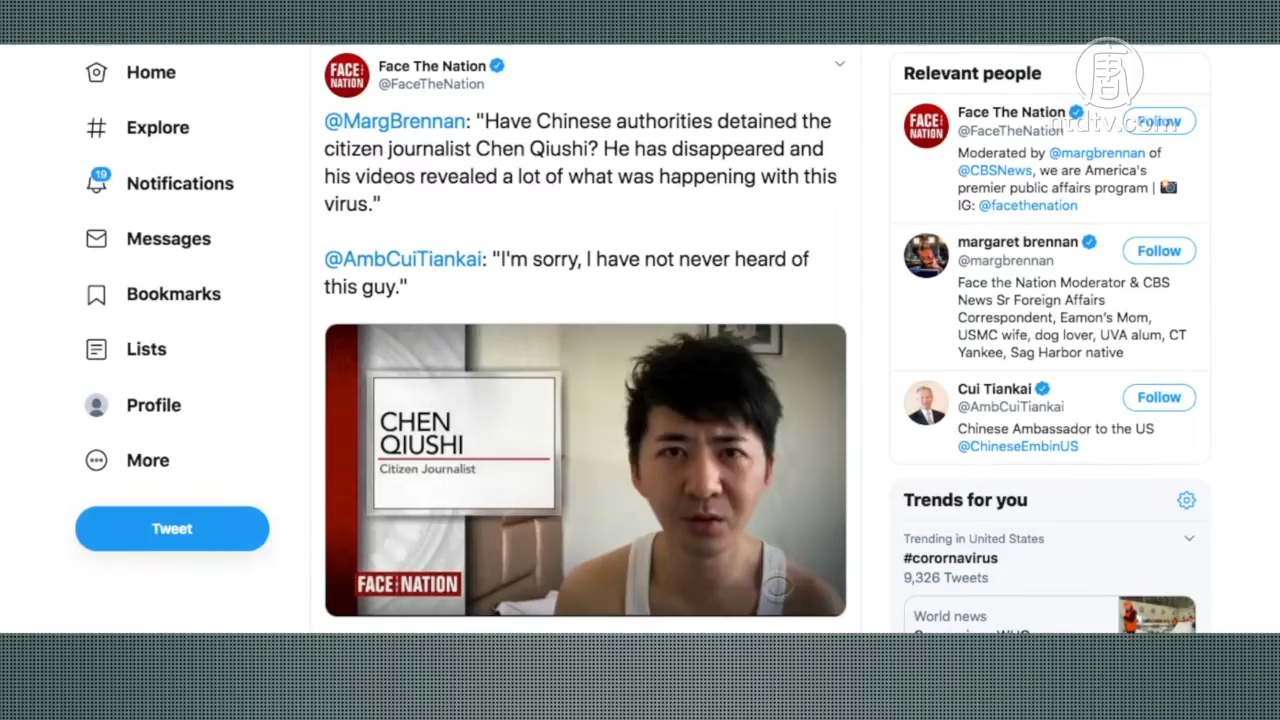 Home
Explore
19
Notifications
Messages
Bookmarks
Lists
Profile
More
Tweet
FACE THE NATION
Face The Nation
@FaceTheNation
@MargBrennan: "Have Chinese authorities detained the
citizen journalist Chen Qiushi? He has disappeared and
his videos revealed a lot of what was happening with this
virus."
@AmbCuiTiankai: "I'm sorry, I have not never heard of
this guy."
CHEN
QIUSHI
Citizen Journalist
FACE THE NATION
Relevant people
唐
ntdtv.com
FACE THE NATION
Face The Nation
@FaceTheNation
Follow
Moderated by @margbrennan of
@CBSNews, we are America's
premier public affairs program | 📷
IG: @facethenation
margaret brennan
@margbrennan
Follow
Face the Nation Moderator & CBS
News Sr Foreign Affairs
Correspondent, Eamon's Mom,
USMC wife, dog lover, UVA alum, CT
Yankee, Sag Harbor native
Cui Tiankai
@AmbCuiTiankai
Follow
Chinese Ambassador to the US
@ChineseEmbinUS
Trends for you
Trending in United States
#corornavirus
9,326 Tweets
World news